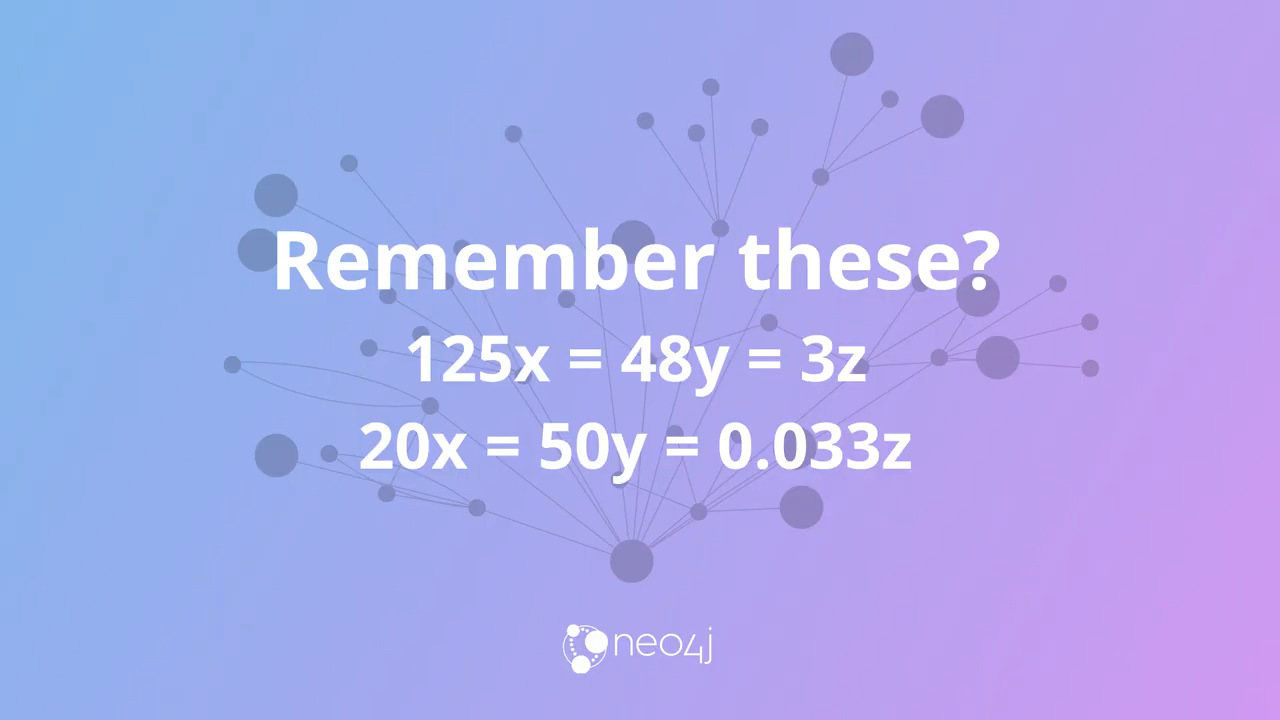 Remember these?
125x = 48y = 3z
20x = 50y = 0.033z
neo4j